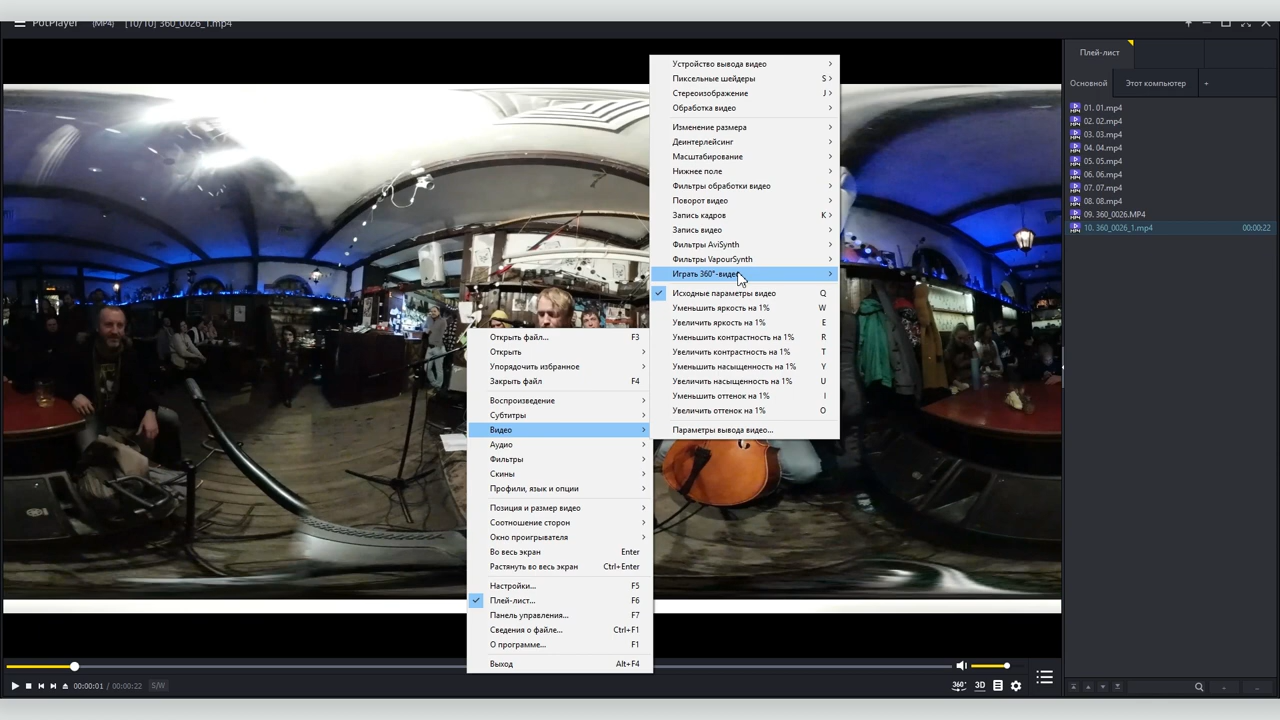 PotPlayer
(MP4)
[10/10] 360_0026_1.mp4
Плей-лист
Основной
Этот компьютер
+
01. 01.mp4
02. 02.mp4
03. 03.mp4
04. 04.mp4
05. 05.mp4
06. 06.mp4
07. 07.mp4
08. 08.mp4
09. 360_0026.MP4
10. 360_0026_1.mp4 00:00:22
Устройство вывода видео
Пиксельные шейдеры S
Стереоизображение J
Обработка видео
Изменение размера
Деинтерлейсинг
Масштабирование
Нижнее поле
Фильтры обработки видео
Поворот видео
Запись кадров K
Запись видео
Фильтры AviSynth
Фильтры VapourSynth
Играть 360°-видео
Исходные параметры видео Q
Уменьшить яркость на 1% W
Увеличить яркость на 1% E
Уменьшить контрастность на 1% R
Увеличить контрастность на 1% T
Уменьшить насыщенность на 1% Y
Увеличить насыщенность на 1% U
Уменьшить оттенок на 1% I
Увеличить оттенок на 1% O
Параметры вывода видео...
Открыть файл... F3
Открыть
Упорядочить избранное
Закрыть файл F4
Воспроизведение
Субтитры
Видео
Аудио
Фильтры
Скины
Профили, язык и опции
Позиция и размер видео
Соотношение сторон
Окно проигрывателя
Во весь экран Enter
Растянуть во весь экран Ctrl+Enter
Настройки... F5
Плей-лист... F6
Панель управления... F7
Сведения о файле... Ctrl+F1
О программе... F1
Выход Alt+F4
00:00:01 / 00:00:22 S/W
360° 3D